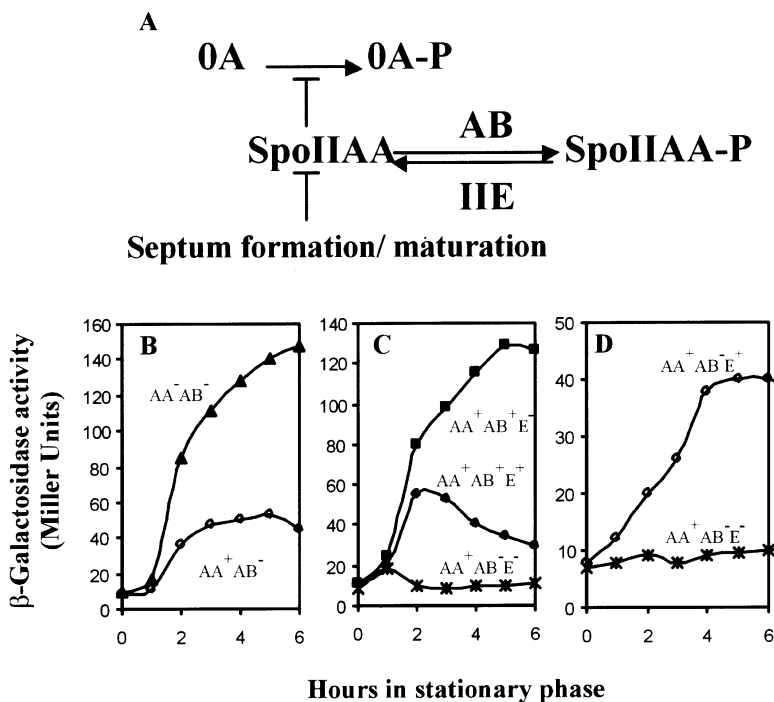 A
0A 0A-P
AB
SpoIIAA SpoIIAA-P
IIE
Septum formation/ maturation
β-Galactosidase activity
(Miller Units)
B
160
140
120
100
80
60
40
20
0
AA⁻AB⁻
AA⁺AB⁻
0 2 4 6
C
140
120
100
80
60
40
20
0
AA⁺AB⁺E⁻
AA⁺AB⁺E⁺
AA⁺AB⁻E⁻
0 2 4 6
D
50
40
30
20
10
0
AA⁺AB⁻E⁺
AA⁺AB⁻E⁻
0 2 4 6
Hours in stationary phase